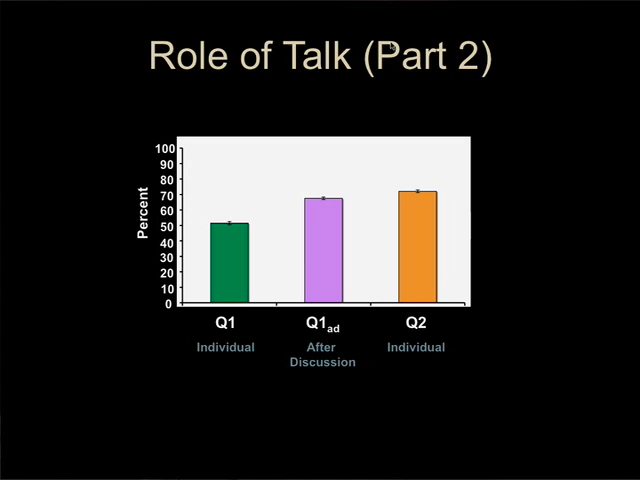 Role of Talk (Part 2)
100
90
80
70
60
50
40
30
20
10
0
Percent
Q1 Q1ad Q2
Individual After Individual
Discussion